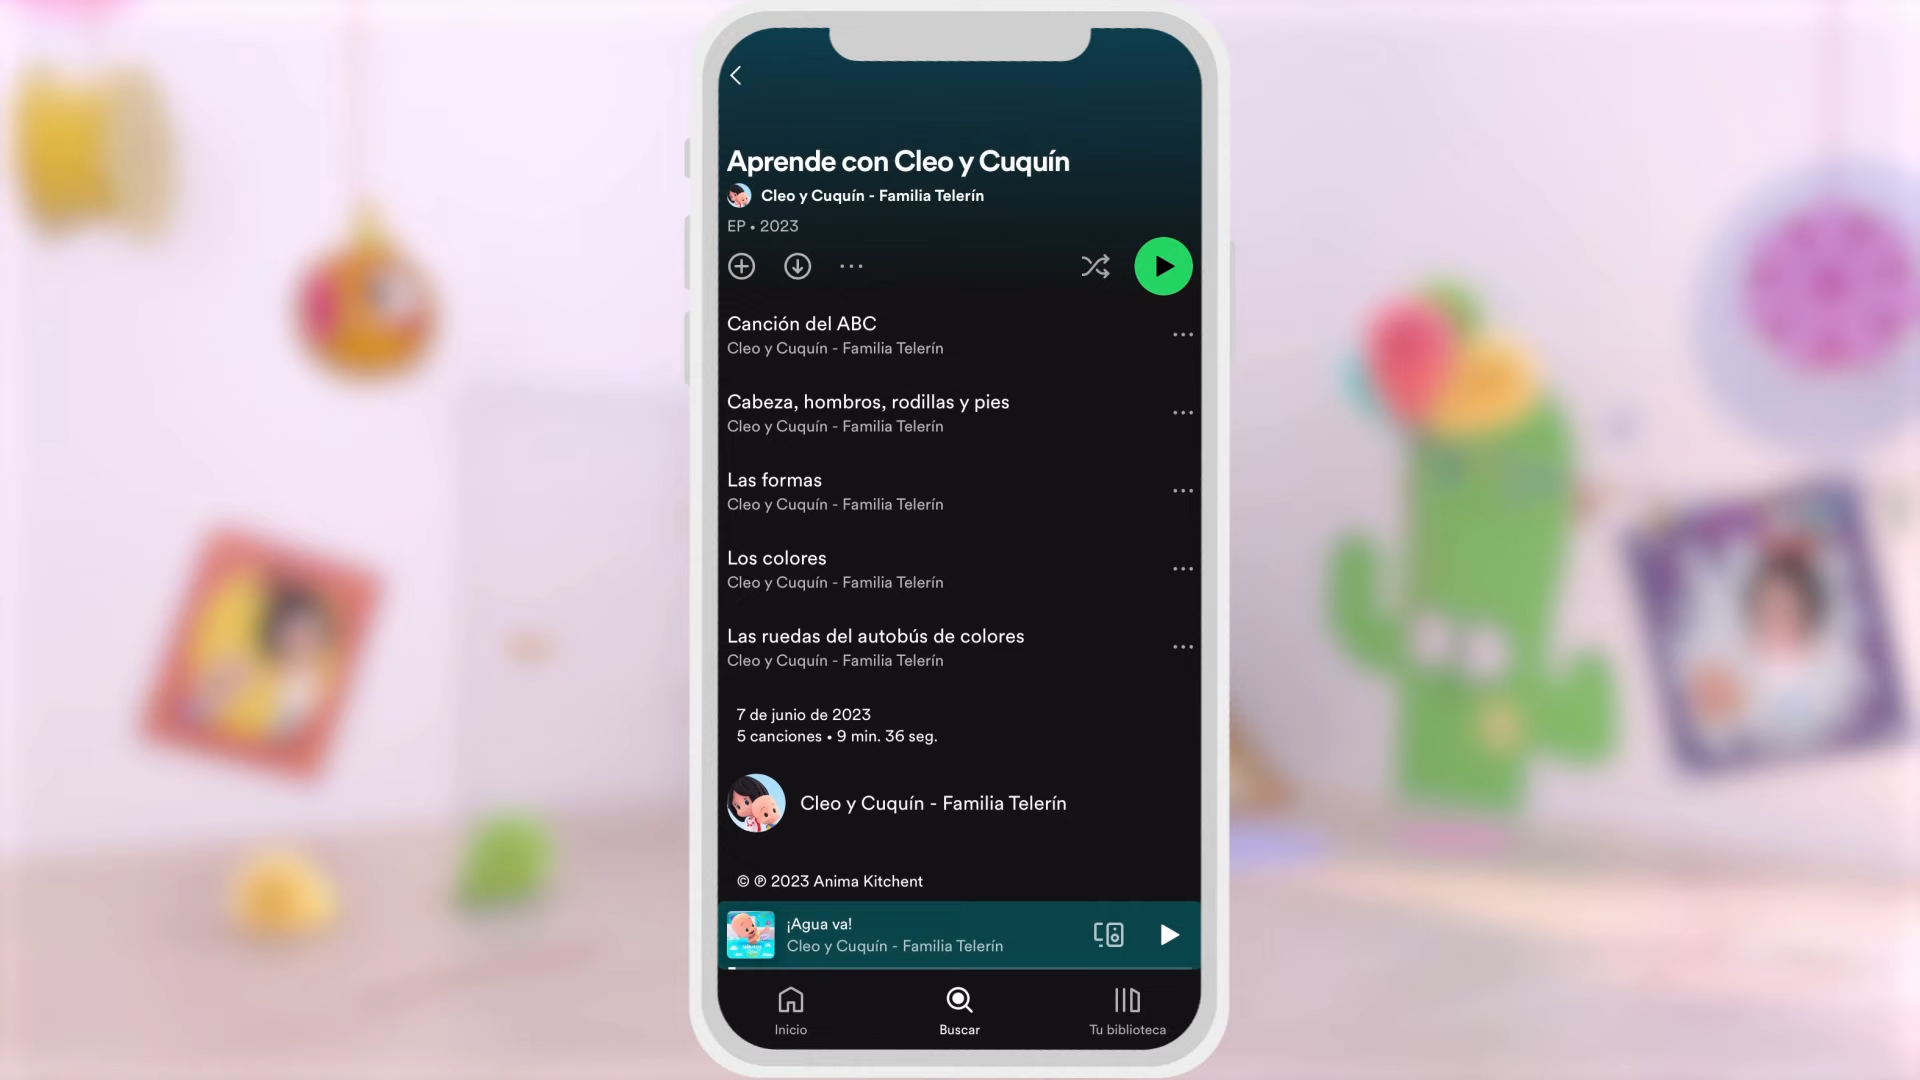 Aprende con Cleo y Cuquín
Cleo y Cuquín - Familia Telerín
EP • 2023
Canción del ABC
Cleo y Cuquín - Familia Telerín
Cabeza, hombros, rodillas y pies
Cleo y Cuquín - Familia Telerín
Las formas
Cleo y Cuquín - Familia Telerín
Los colores
Cleo y Cuquín - Familia Telerín
Las ruedas del autobús de colores
Cleo y Cuquín - Familia Telerín
7 de junio de 2023
5 canciones • 9 min. 36 seg.
Cleo y Cuquín - Familia Telerín
© ℗ 2023 Anima Kitchent
¡Agua va!
Cleo y Cuquín - Familia Telerín
Inicio
Buscar
Tu biblioteca